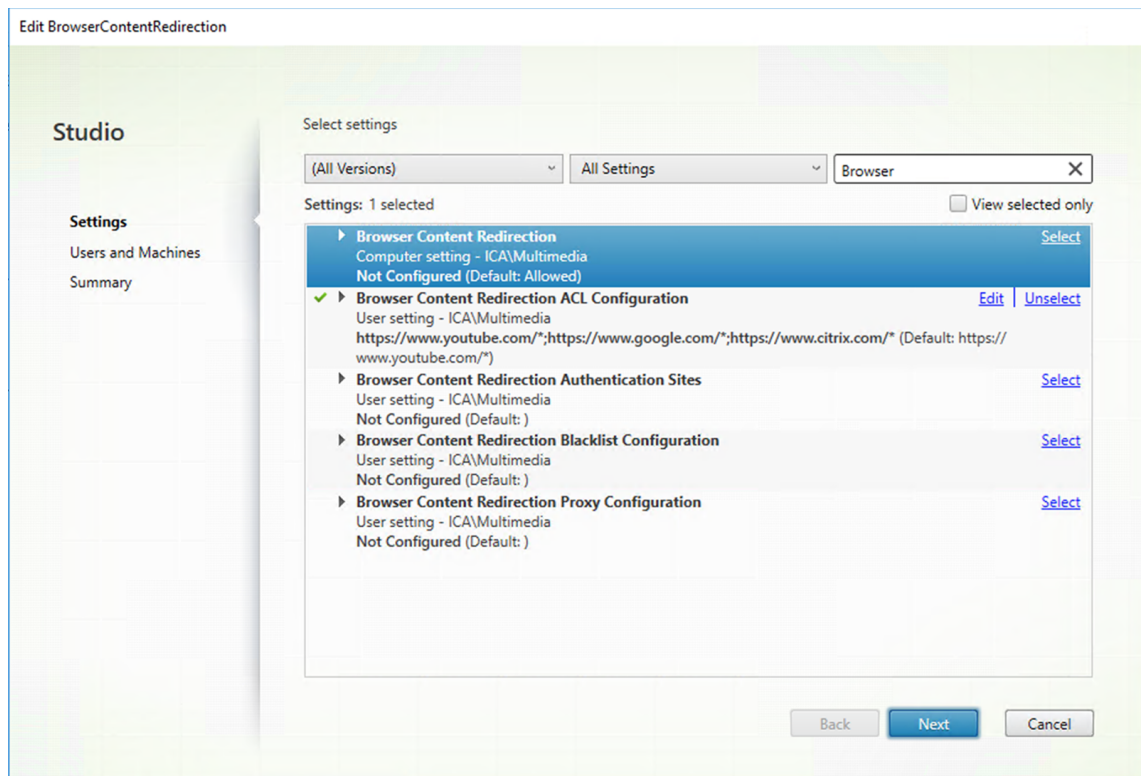 Edit BrowserContentRedirection
Studio
Settings
Users and Machines
Summary
Select settings
(All Versions)
All Settings
Browser
Settings: 1 selected
View selected only
Browser Content Redirection
Select
Computer setting - ICA\Multimedia
Not Configured (Default: Allowed)
Browser Content Redirection ACL Configuration
Edit
Unselect
User setting - ICA\Multimedia
https://www.youtube.com/*;https://www.google.com/*;https://www.citrix.com/* (Default: https://
www.youtube.com/*)
Browser Content Redirection Authentication Sites
Select
User setting - ICA\Multimedia
Not Configured (Default: )
Browser Content Redirection Blacklist Configuration
Select
User setting - ICA\Multimedia
Not Configured (Default: )
Browser Content Redirection Proxy Configuration
Select
User setting - ICA\Multimedia
Not Configured (Default: )
Back
Next
Cancel